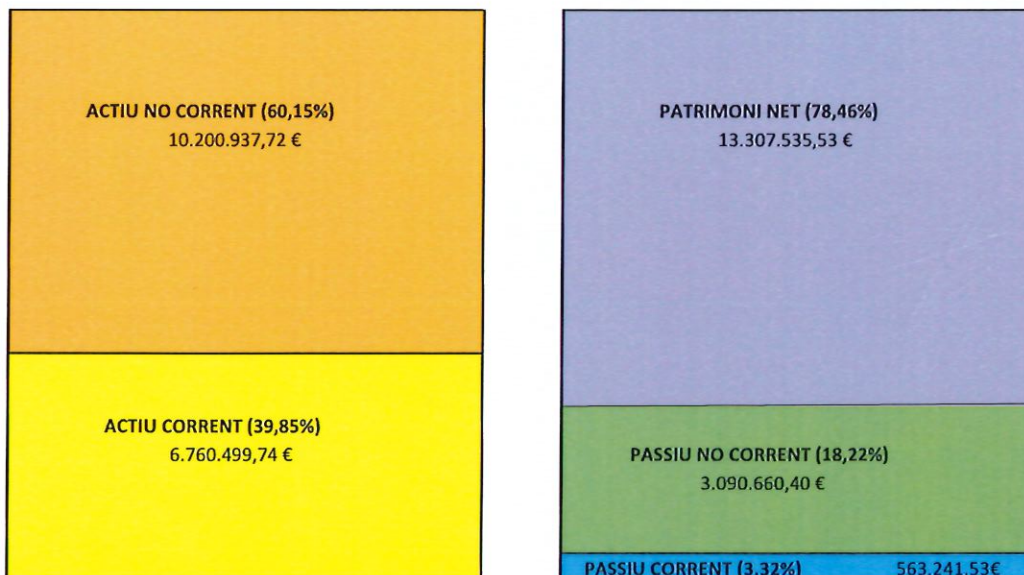 ACTIU NO CORRENT (60,15%)
10.200.937,72 €
ACTIU CORRENT (39,85%)
6.760.499,74 €
PATRIMONI NET (78,46%)
13.307.535,53 €
PASSIU NO CORRENT (18,22%)
3.090.660,40 €
PASSIU CORRENT (3,32%) 563.241,53€